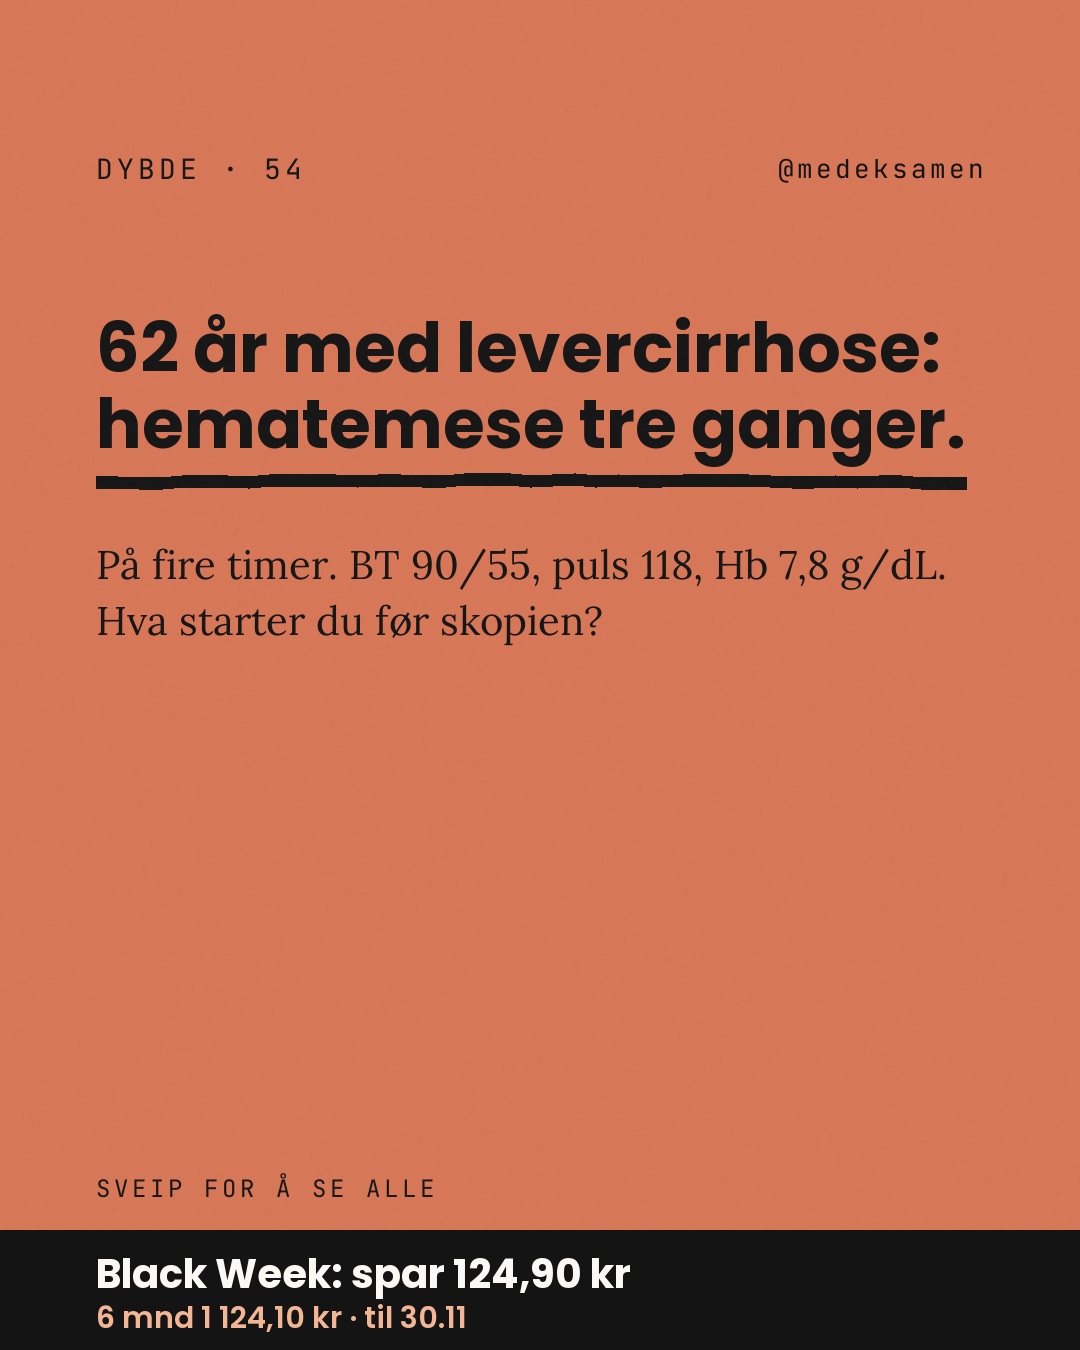 DYBDE · 54
@medeksamen
62 år med levercirrhose:
hematemese tre ganger.
På fire timer. BT 90/55, puls 118, Hb 7,8 g/dL.
Hva starter du før skopien?
SVEIP FOR Å SE ALLE
Black Week: spar 124,90 kr
6 mnd 1 124,10 kr · til 30.11